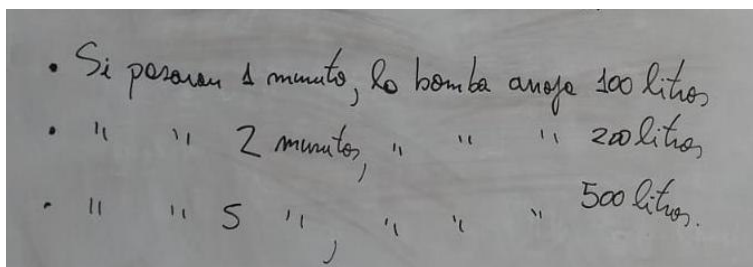 • Si pasaron 1 minuto, la bomba arroja 100 litros
• " " 2 minutos, " " " 200 litros
• " " 5 ", " " " 500 litros.